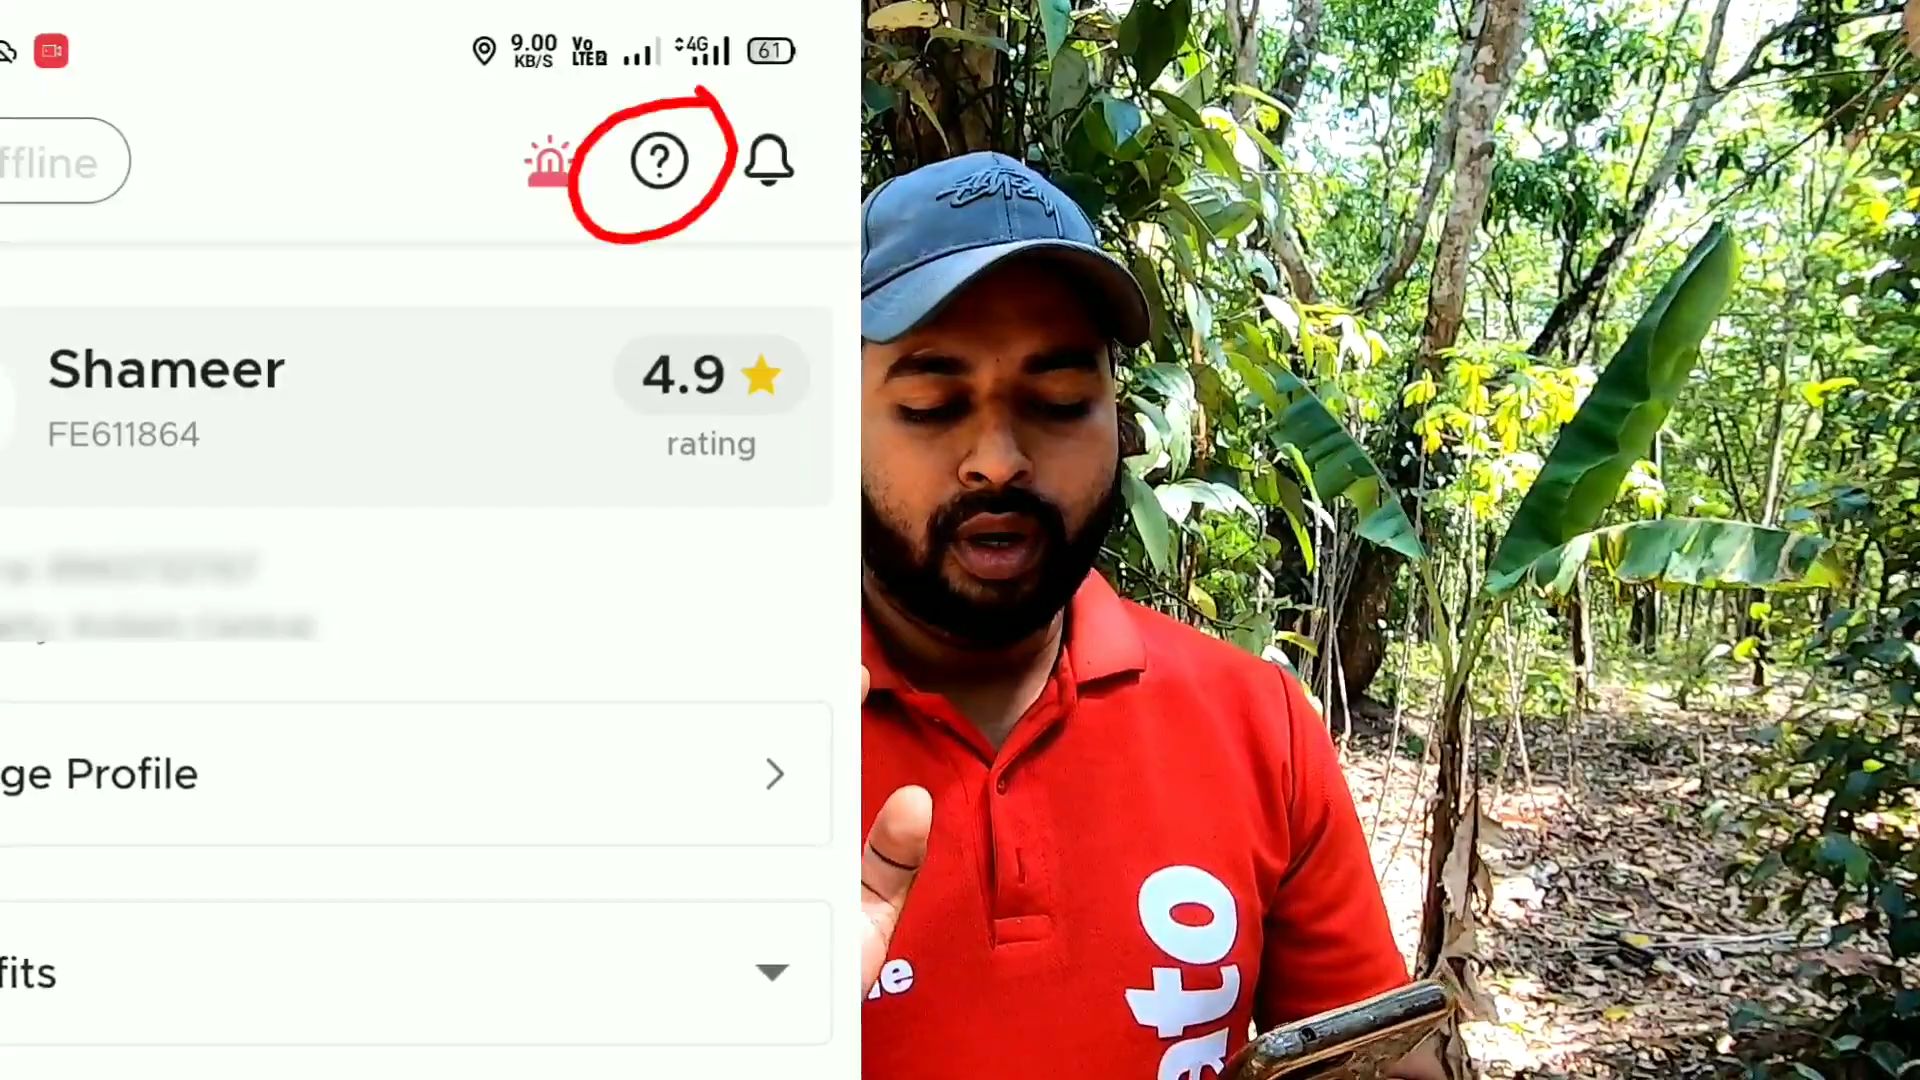 9.00
KB/S
Vo
LTE2
4G
61
ffline
?
Shameer
4.9
FE611864
rating
ge Profile
fits
ato